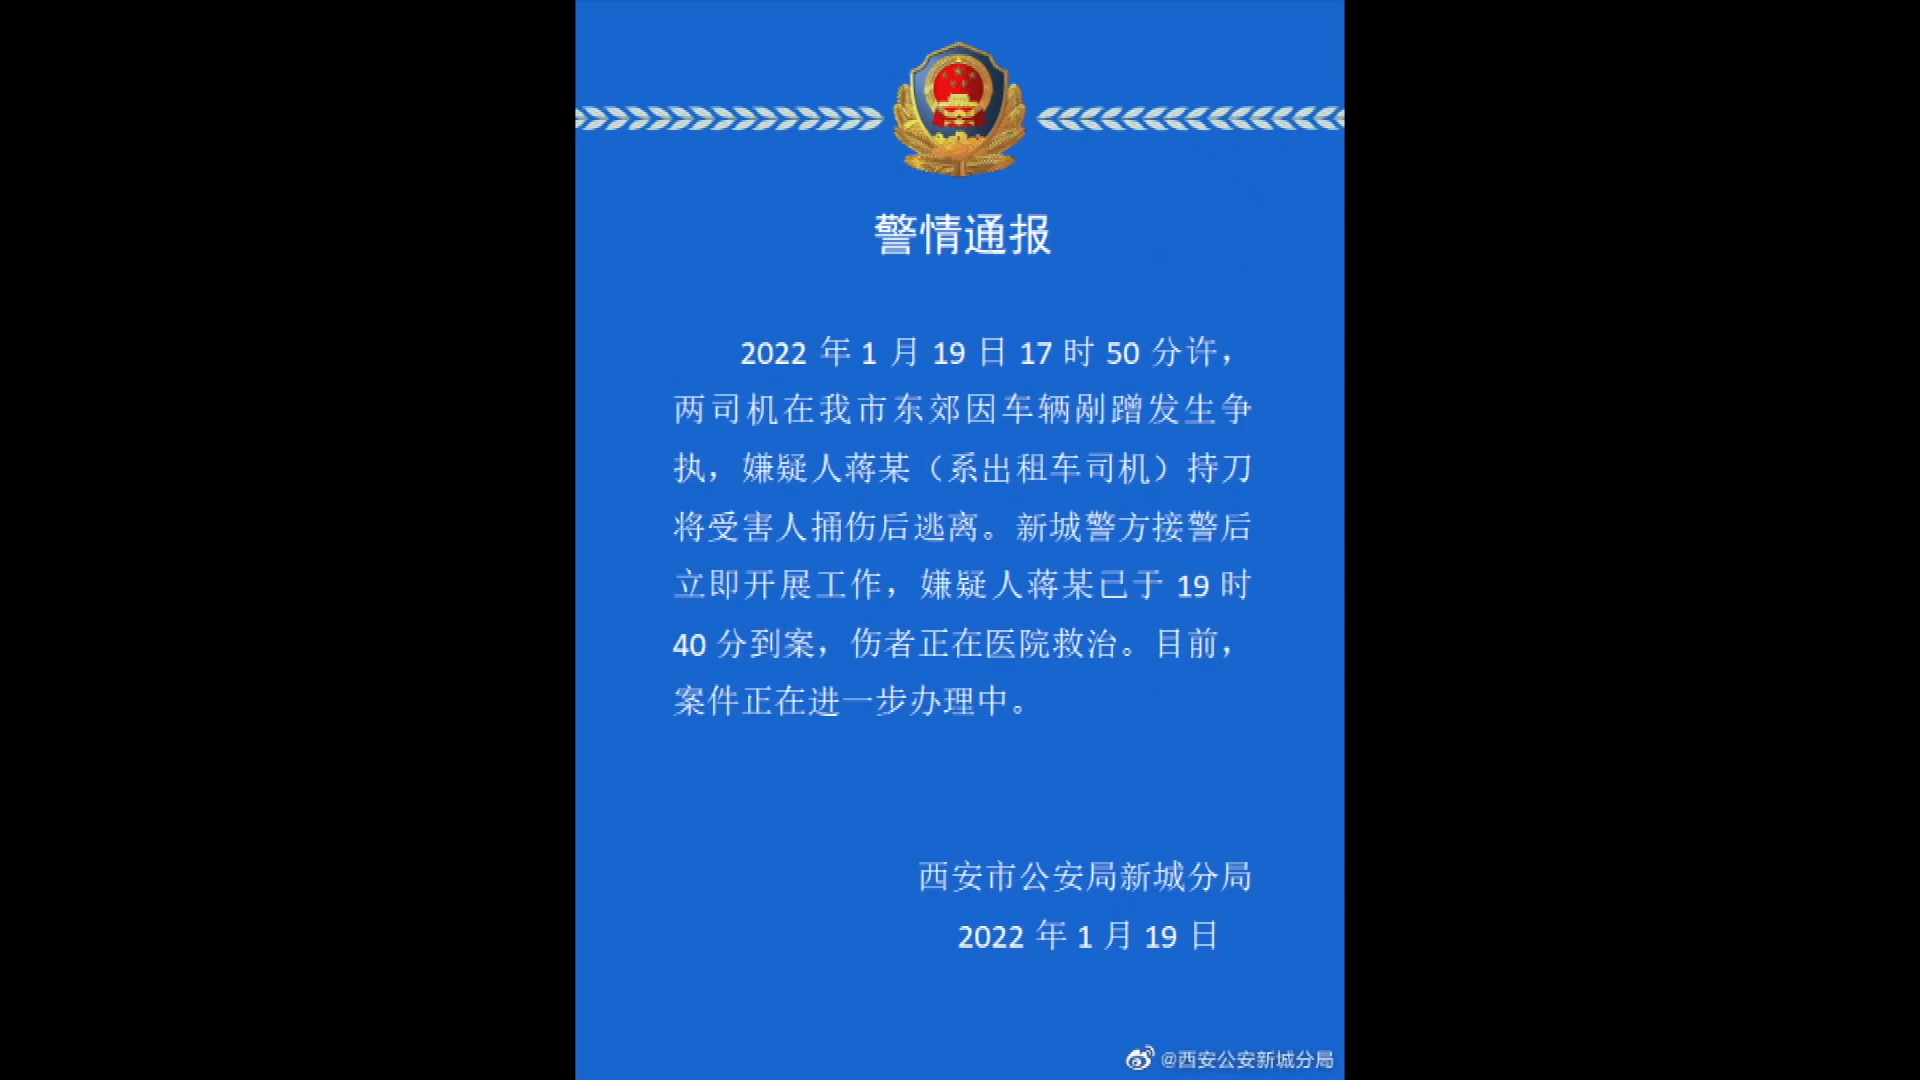 警情通报
2022 年 1 月 19 日 17 时 50 分许，
两司机在我市东郊因车辆剐蹭发生争
执，嫌疑人蒋某（系出租车司机）持刀
将受害人捅伤后逃离。新城警方接警后
立即开展工作，嫌疑人蒋某已于 19 时
40 分到案，伤者正在医院救治。目前，
案件正在进一步办理中。
西安市公安局新城分局
2022 年 1 月 19 日
@西安公安新城分局